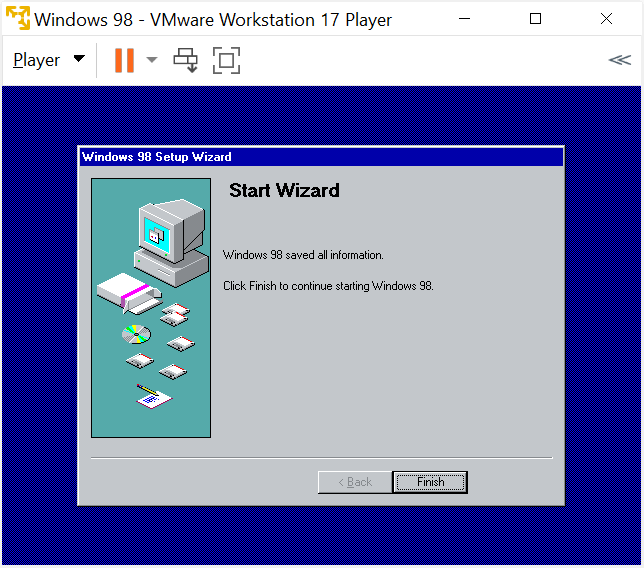 Windows 98 - VMware Workstation 17 Player
Player
Windows 98 Setup Wizard
Start Wizard
Windows 98 saved all information.
Click Finish to continue starting Windows 98.
< Back
Finish